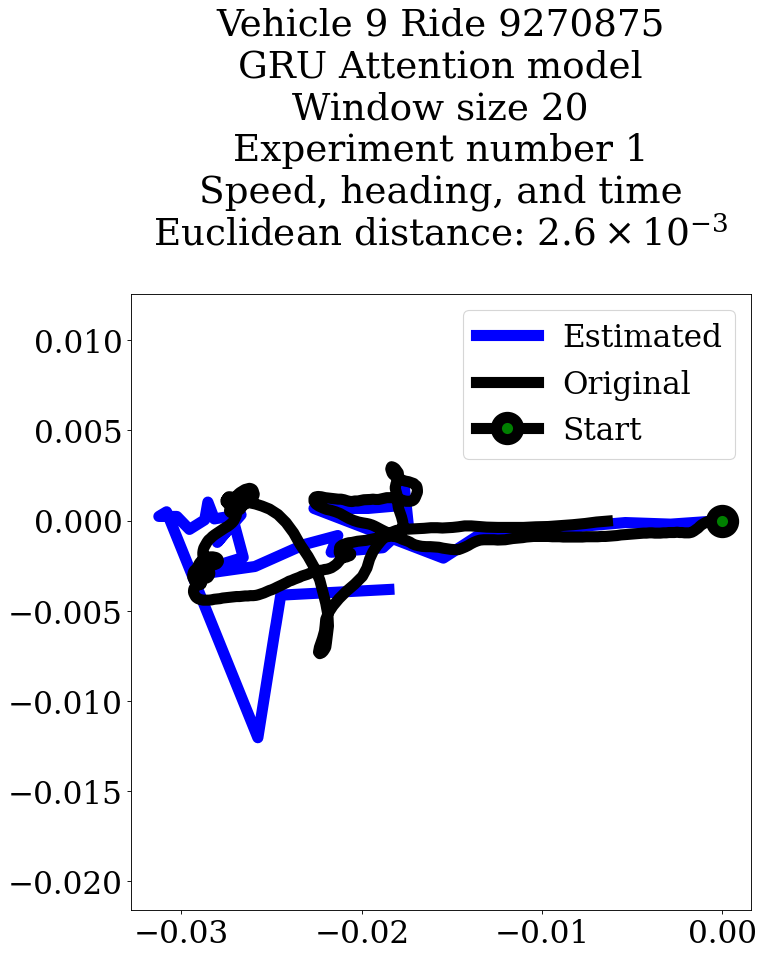 Vehicle 9 Ride 9270875
GRU Attention model
Window size 20
Experiment number 1
Speed, heading, and time
Euclidean distance: 2.6 × 10⁻³
Estimated
Original
Start
0.010
0.005
0.000
−0.005
−0.010
−0.015
−0.020
−0.03 −0.02 −0.01 0.00